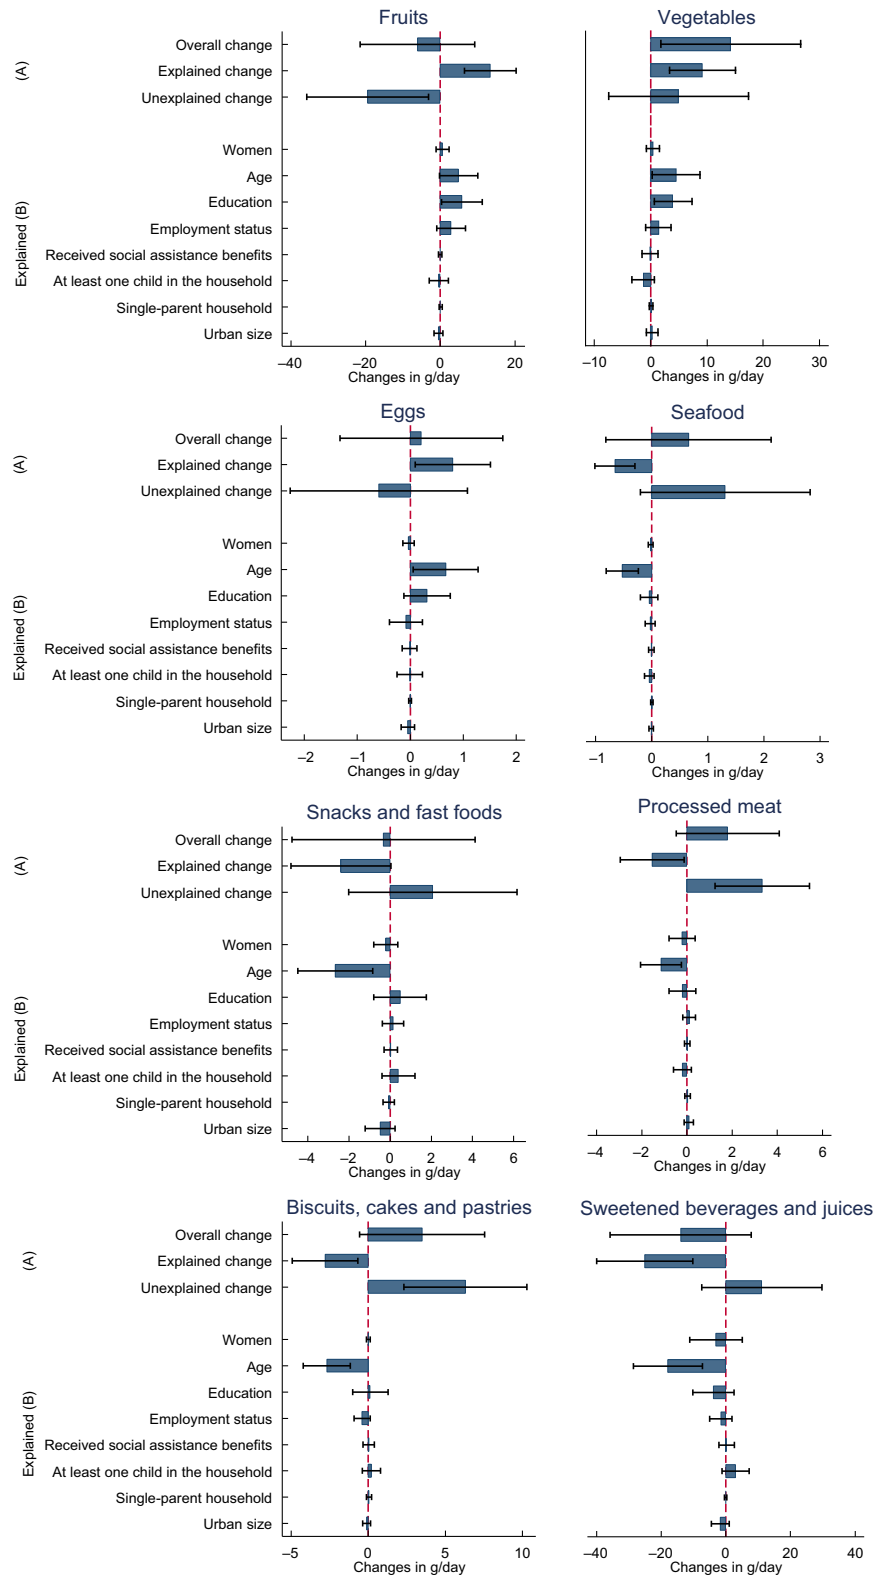 Fruits
Vegetables
(A)
Overall change
Explained change
Unexplained change
Explained (B)
Women
Age
Education
Employment status
Received social assistance benefits
At least one child in the household
Single-parent household
Urban size
–40 –20 0 20
Changes in g/day
–10 0 10 20 30
Changes in g/day
Eggs
Seafood
(A)
Overall change
Explained change
Unexplained change
Explained (B)
Women
Age
Education
Employment status
Received social assistance benefits
At least one child in the household
Single-parent household
Urban size
–2 –1 0 1 2
Changes in g/day
–1 0 1 2 3
Changes in g/day
Snacks and fast foods
Processed meat
(A)
Overall change
Explained change
Unexplained change
Explained (B)
Women
Age
Education
Employment status
Received social assistance benefits
At least one child in the household
Single-parent household
Urban size
–4 –2 0 2 4 6
Changes in g/day
–4 –2 0 2 4 6
Changes in g/day
Biscuits, cakes and pastries
Sweetened beverages and juices
(A)
Overall change
Explained change
Unexplained change
Explained (B)
Women
Age
Education
Employment status
Received social assistance benefits
At least one child in the household
Single-parent household
Urban size
–5 0 5 10
Changes in g/day
–40 –20 0 20 40
Changes in g/day